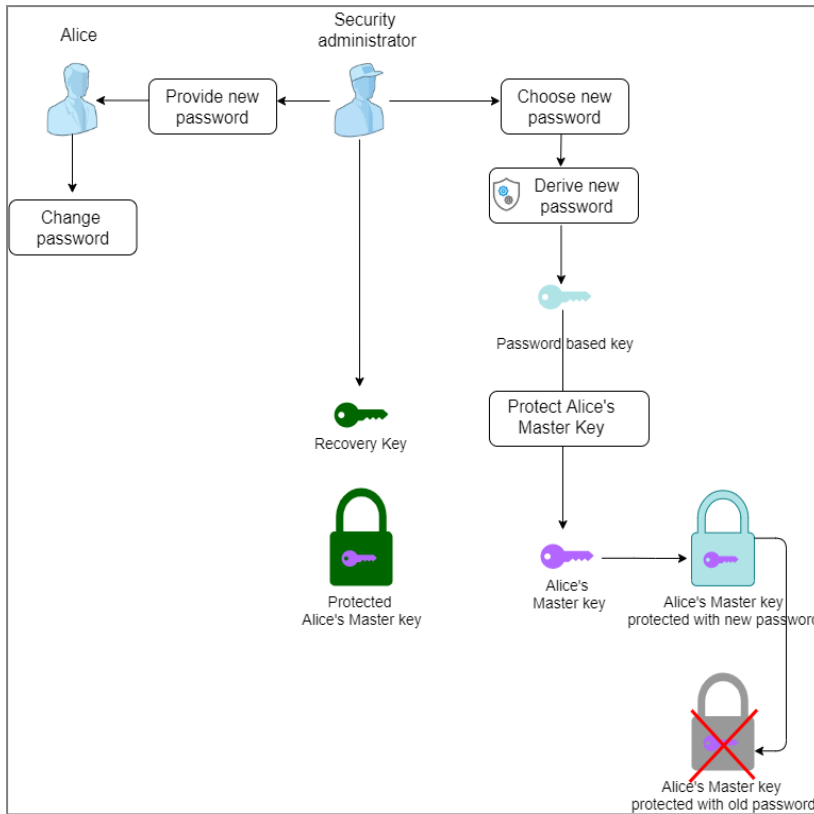 Alice
Security
administrator
Provide new
password
Choose new
password
Change
password
Derive new
password
Password based key
Protect Alice's
Master Key
Recovery Key
Protected
Alice's Master key
Alice's
Master key
Alice's Master key
protected with new password
Alice's Master key
protected with old password